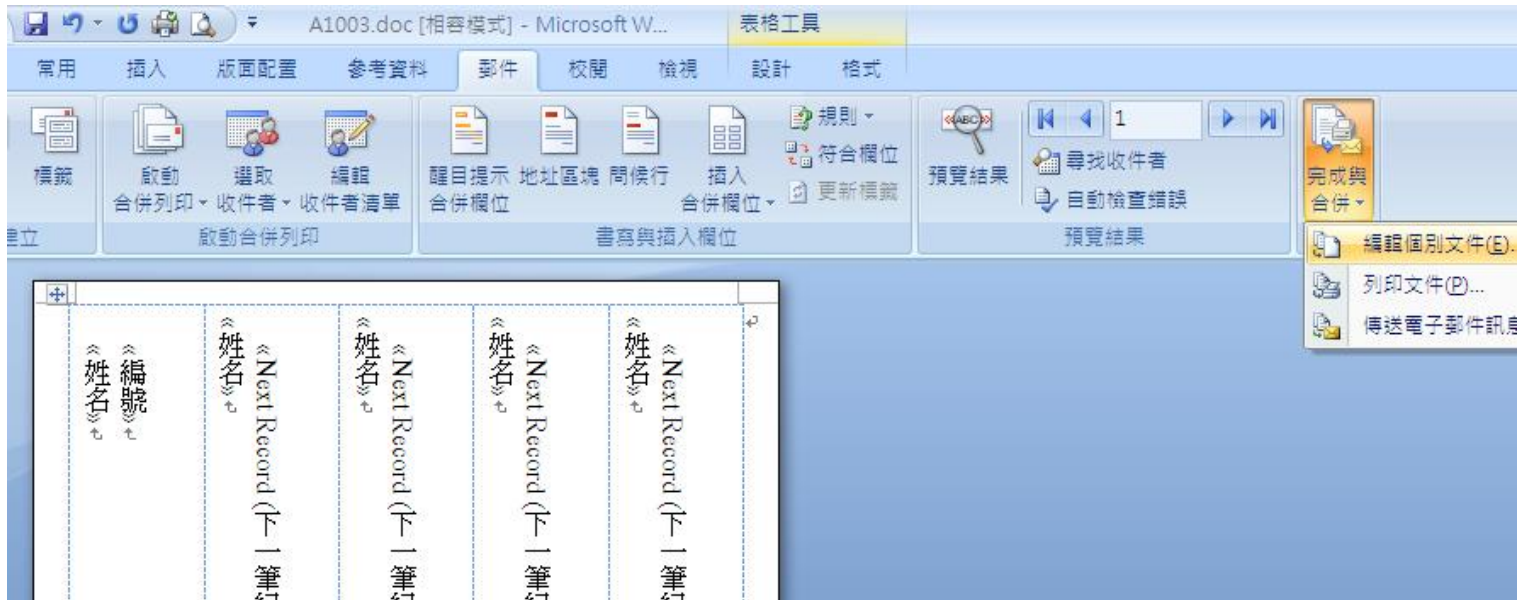 A1003.doc [相容模式] - Microsoft W...
表格工具
常用 插入 版面配置 參考資料 郵件 校閱 檢視 設計 格式
標籤
啟動
合併列印
選取
收件者
編輯
收件者清單
醒目提示
合併欄位
地址區塊
問候行
插入
合併欄位
規則
符合欄位
更新標籤
«ABC»
預覽結果
1
尋找收件者
自動檢查錯誤
完成與
合併
建立
啟動合併列印
書寫與插入欄位
預覽結果
編輯個別文件(E)...
列印文件(P)...
傳送電子郵件訊息
«Next Record (下一筆紀
«姓名»
«Next Record (下一筆紀
«姓名»
«Next Record (下一筆紀
«姓名»
«Next Record (下一筆紀
«姓名»
«編號»
«姓名»